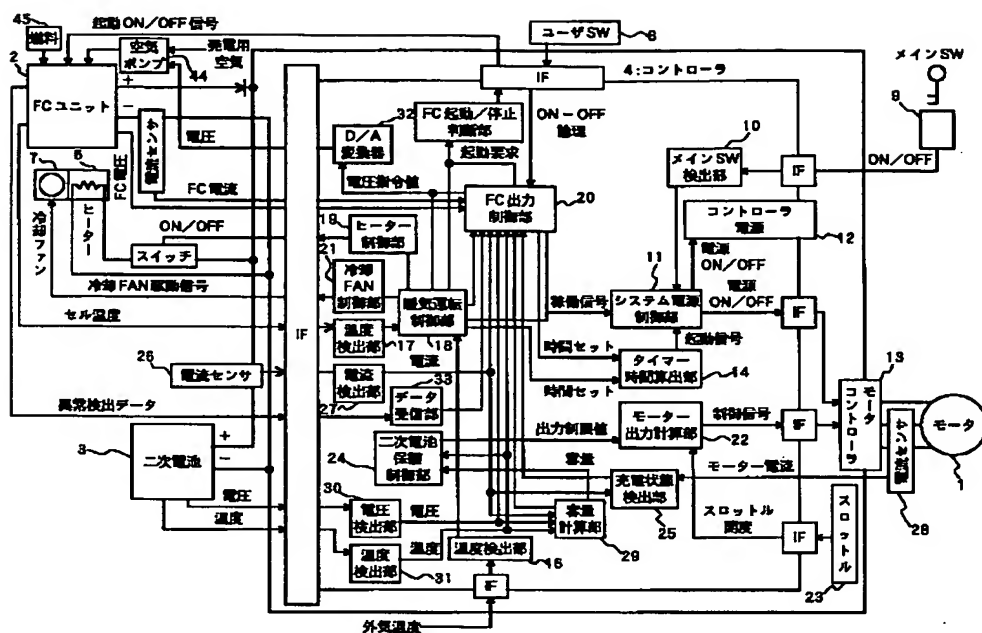 45
燃料
起動ON/OFF信号
空気
ポンプ
44
発電用
空気
ユーザSW
8
メインSW
9
2
FCユニット
+
−
電流センサ
電圧
IF
4:コントローラ
32
FC起動/停止
判断部
ON−OFF
論理
D/A
変換器
起動要求
電圧指令値
10
メインSW
検出部
IF
ON/OFF
7
5
FC電圧
FC電流
FC出力
制御部
20
コントローラ
電源
12
冷却ファン
ヒーター
ON/OFF
スイッチ
19
ヒーター
制御部
21
冷却
FAN
制御部
冷却FAN駆動信号
11
電源
ON/OFF
電源
ON/OFF
暖気運転
制御部
18
稼働信号
システム電源
制御部
IF
セル温度
IF
温度
検出部
17
起動信号
時間セット
タイマー
時間算出部
14
時間セット
13
モータ
コントローラ
26
電流センサ
電流
電流
検出部
27
33
データ
受信部
異常検出データ
出力制限値
モーター
出力計算部
22
制御信号
IF
モータ
1
電流センサ
28
3
二次電池
+
−
24
二次電池
保護
制御部
容量
充電状態
検出部
25
モーター電流
電圧
温度
30
電圧
検出部
電圧
容量
計算部
29
スロットル
開度
IF
スロットル
23
温度
検出部
31
温度
温度検出部
16
IF
外気温度